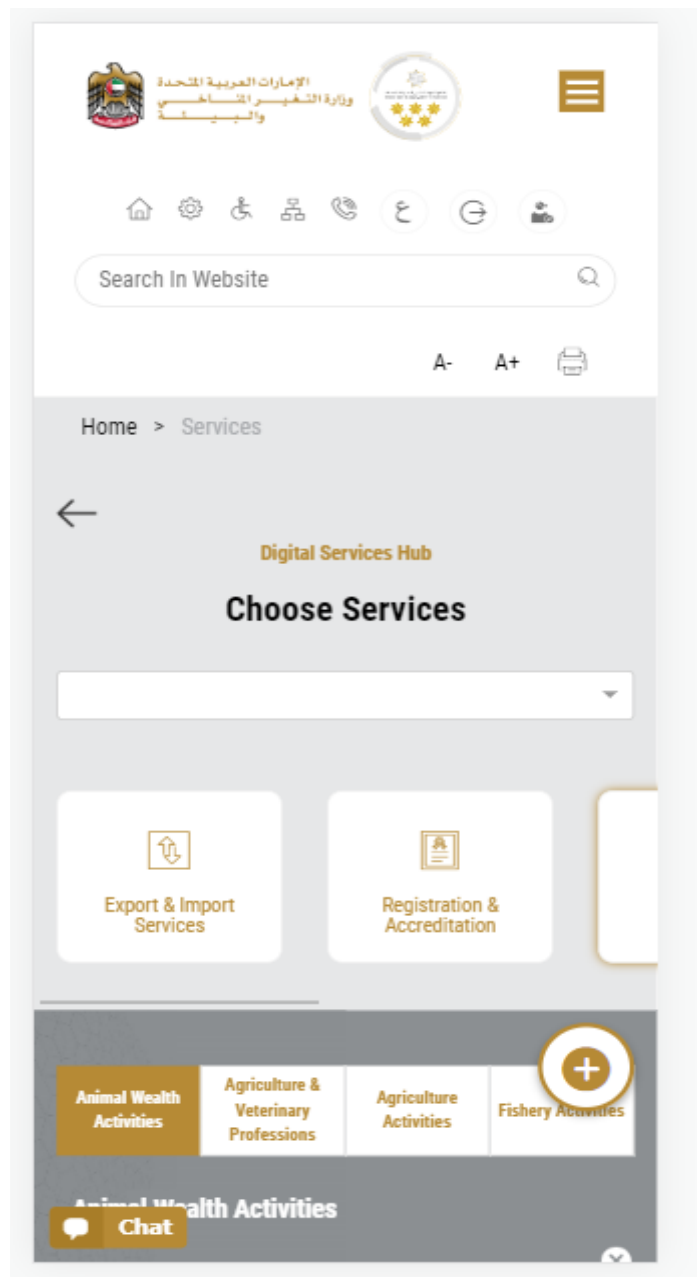 الإمارات العربية المتحدة
وزارة التغير المناخي
والبيئة
ع
Search In Website
A- A+
Home > Services
Digital Services Hub
Choose Services
Export & Import
Services
Registration &
Accreditation
Animal Wealth
Activities
Agriculture &
Veterinary
Professions
Agriculture
Activities
Fishery Activities
Animal Wealth Activities
Chat